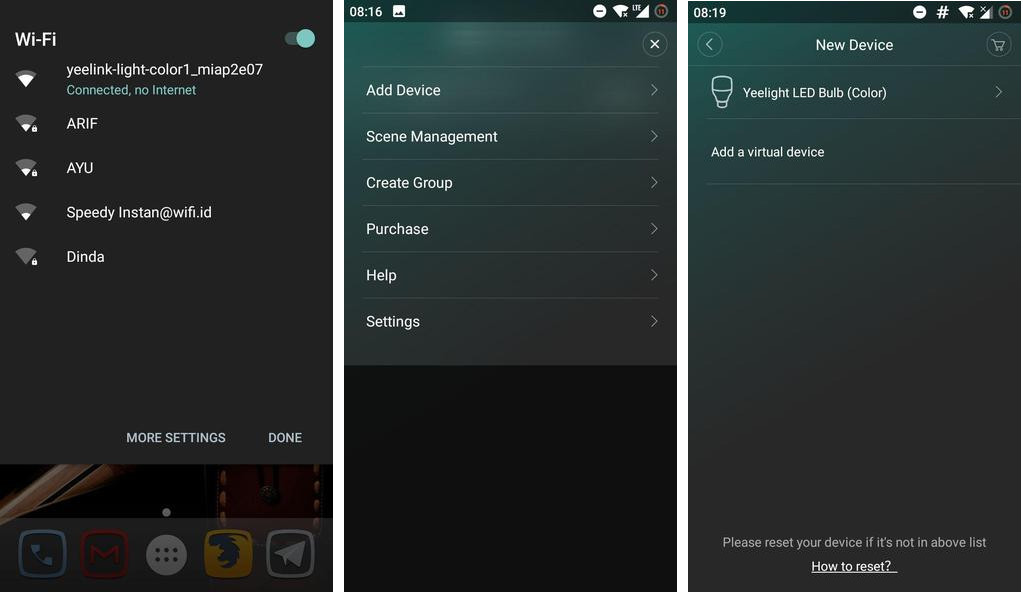 Wi-Fi
yeelink-light-color1_miap2e07
Connected, no Internet
ARIF
AYU
Speedy Instan@wifi.id
Dinda
MORE SETTINGS
DONE
08:16
LTE
11
Add Device
Scene Management
Create Group
Purchase
Help
Settings
08:19
#
11
New Device
Yeelight LED Bulb (Color)
Add a virtual device
Please reset your device if it's not in above list
How to reset?